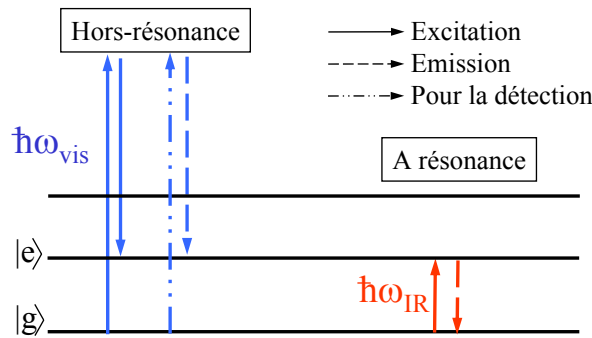 Hors-résonance
Excitation
Emission
Pour la détection
ħω_vis
A résonance
|e⟩
ħω_IR
|g⟩